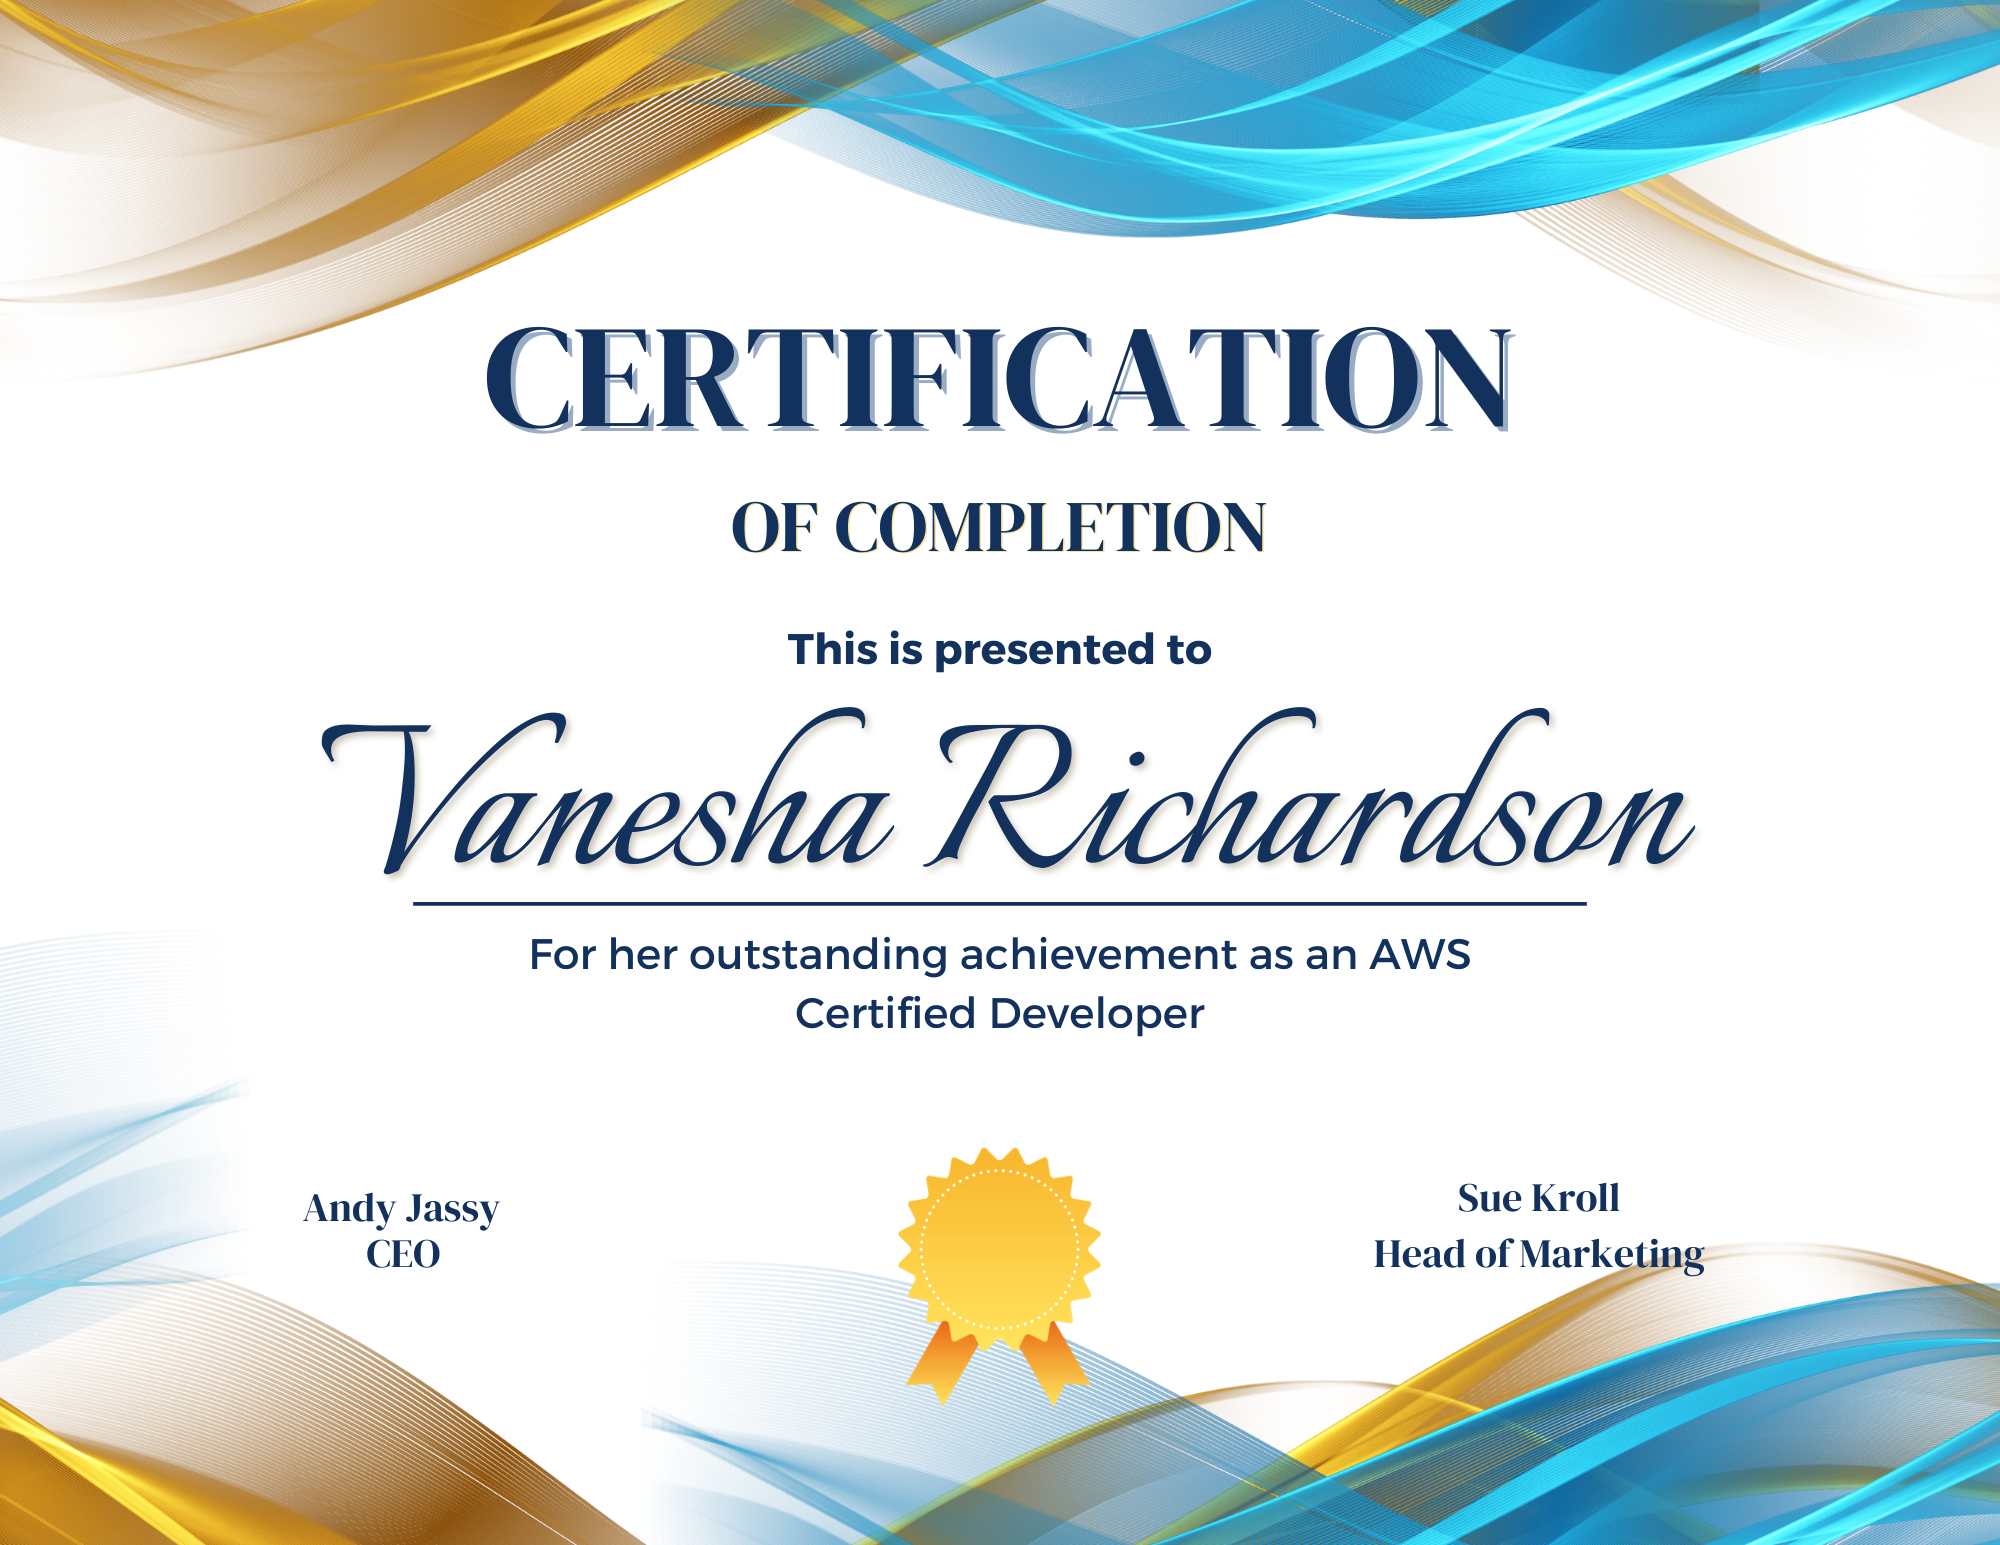 CERTIFICATION
OF COMPLETION
This is presented to
Vanesha Richardson
For her outstanding achievement as an AWS
Certified Developer
Andy Jassy
CEO
Sue Kroll
Head of Marketing